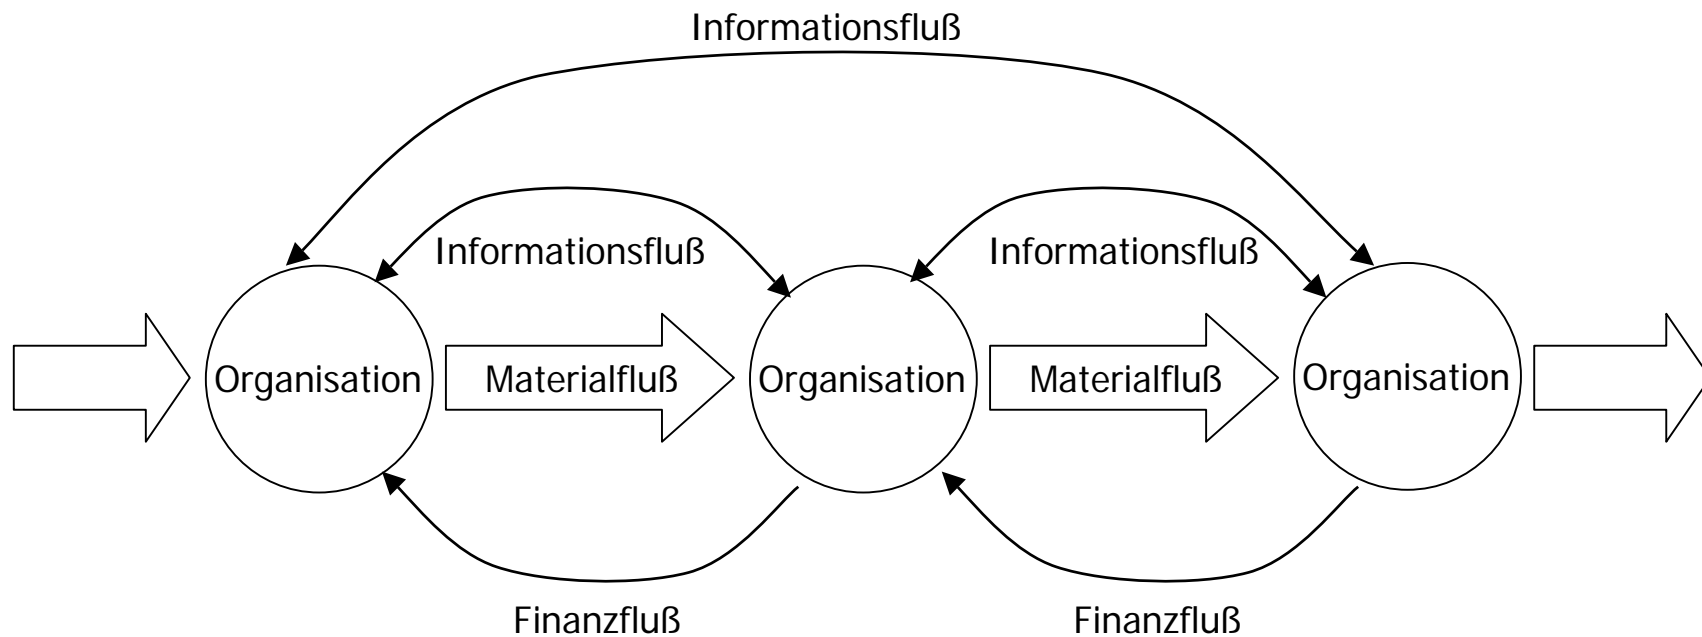 Informationsfluß
Informationsfluß
Informationsfluß
Organisation
Materialfluß
Organisation
Materialfluß
Organisation
Finanzfluß
Finanzfluß